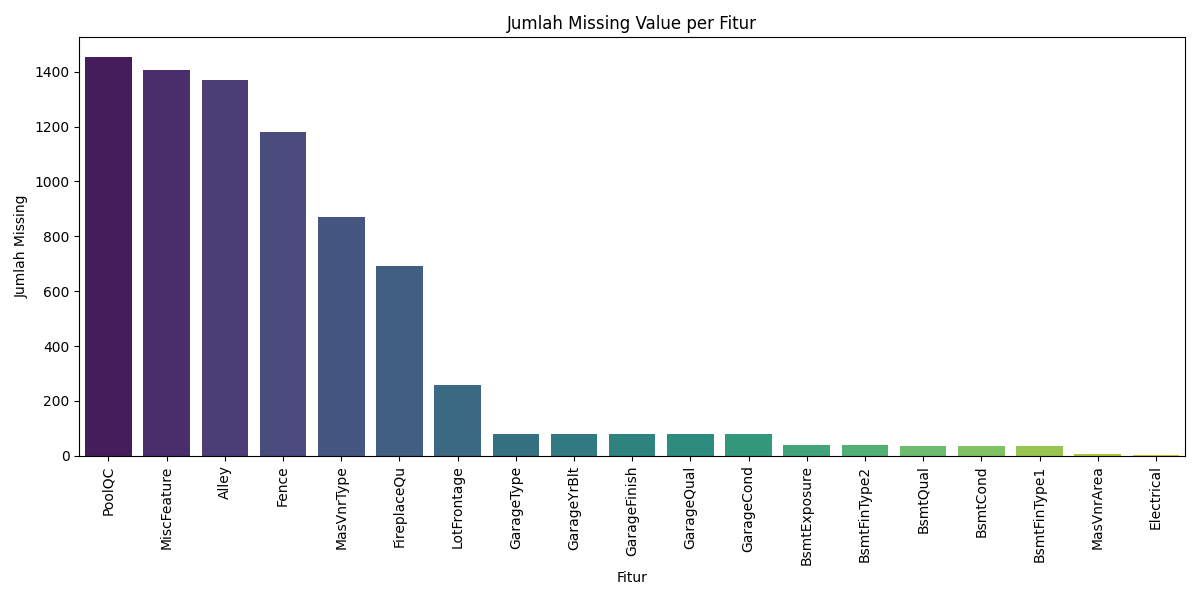 Jumlah Missing Value per Fitur
Jumlah Missing
1400
1200
1000
800
600
400
200
0
PoolQC
MiscFeature
Alley
Fence
MasVnrType
FireplaceQu
LotFrontage
GarageType
GarageYrBlt
GarageFinish
GarageQual
GarageCond
BsmtExposure
BsmtFinType2
BsmtQual
BsmtCond
BsmtFinType1
MasVnrArea
Electrical
Fitur